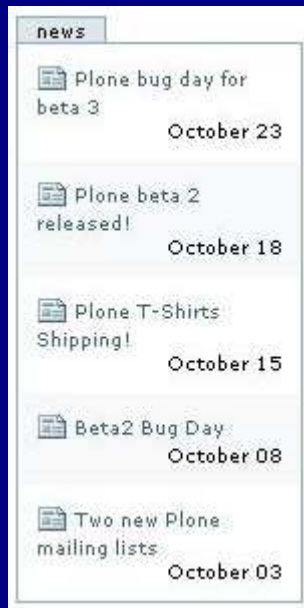 news
Plone bug day for
beta 3
October 23
Plone beta 2
released!
October 18
Plone T-Shirts
Shipping!
October 15
Beta2 Bug Day
October 08
Two new Plone
mailing lists
October 03